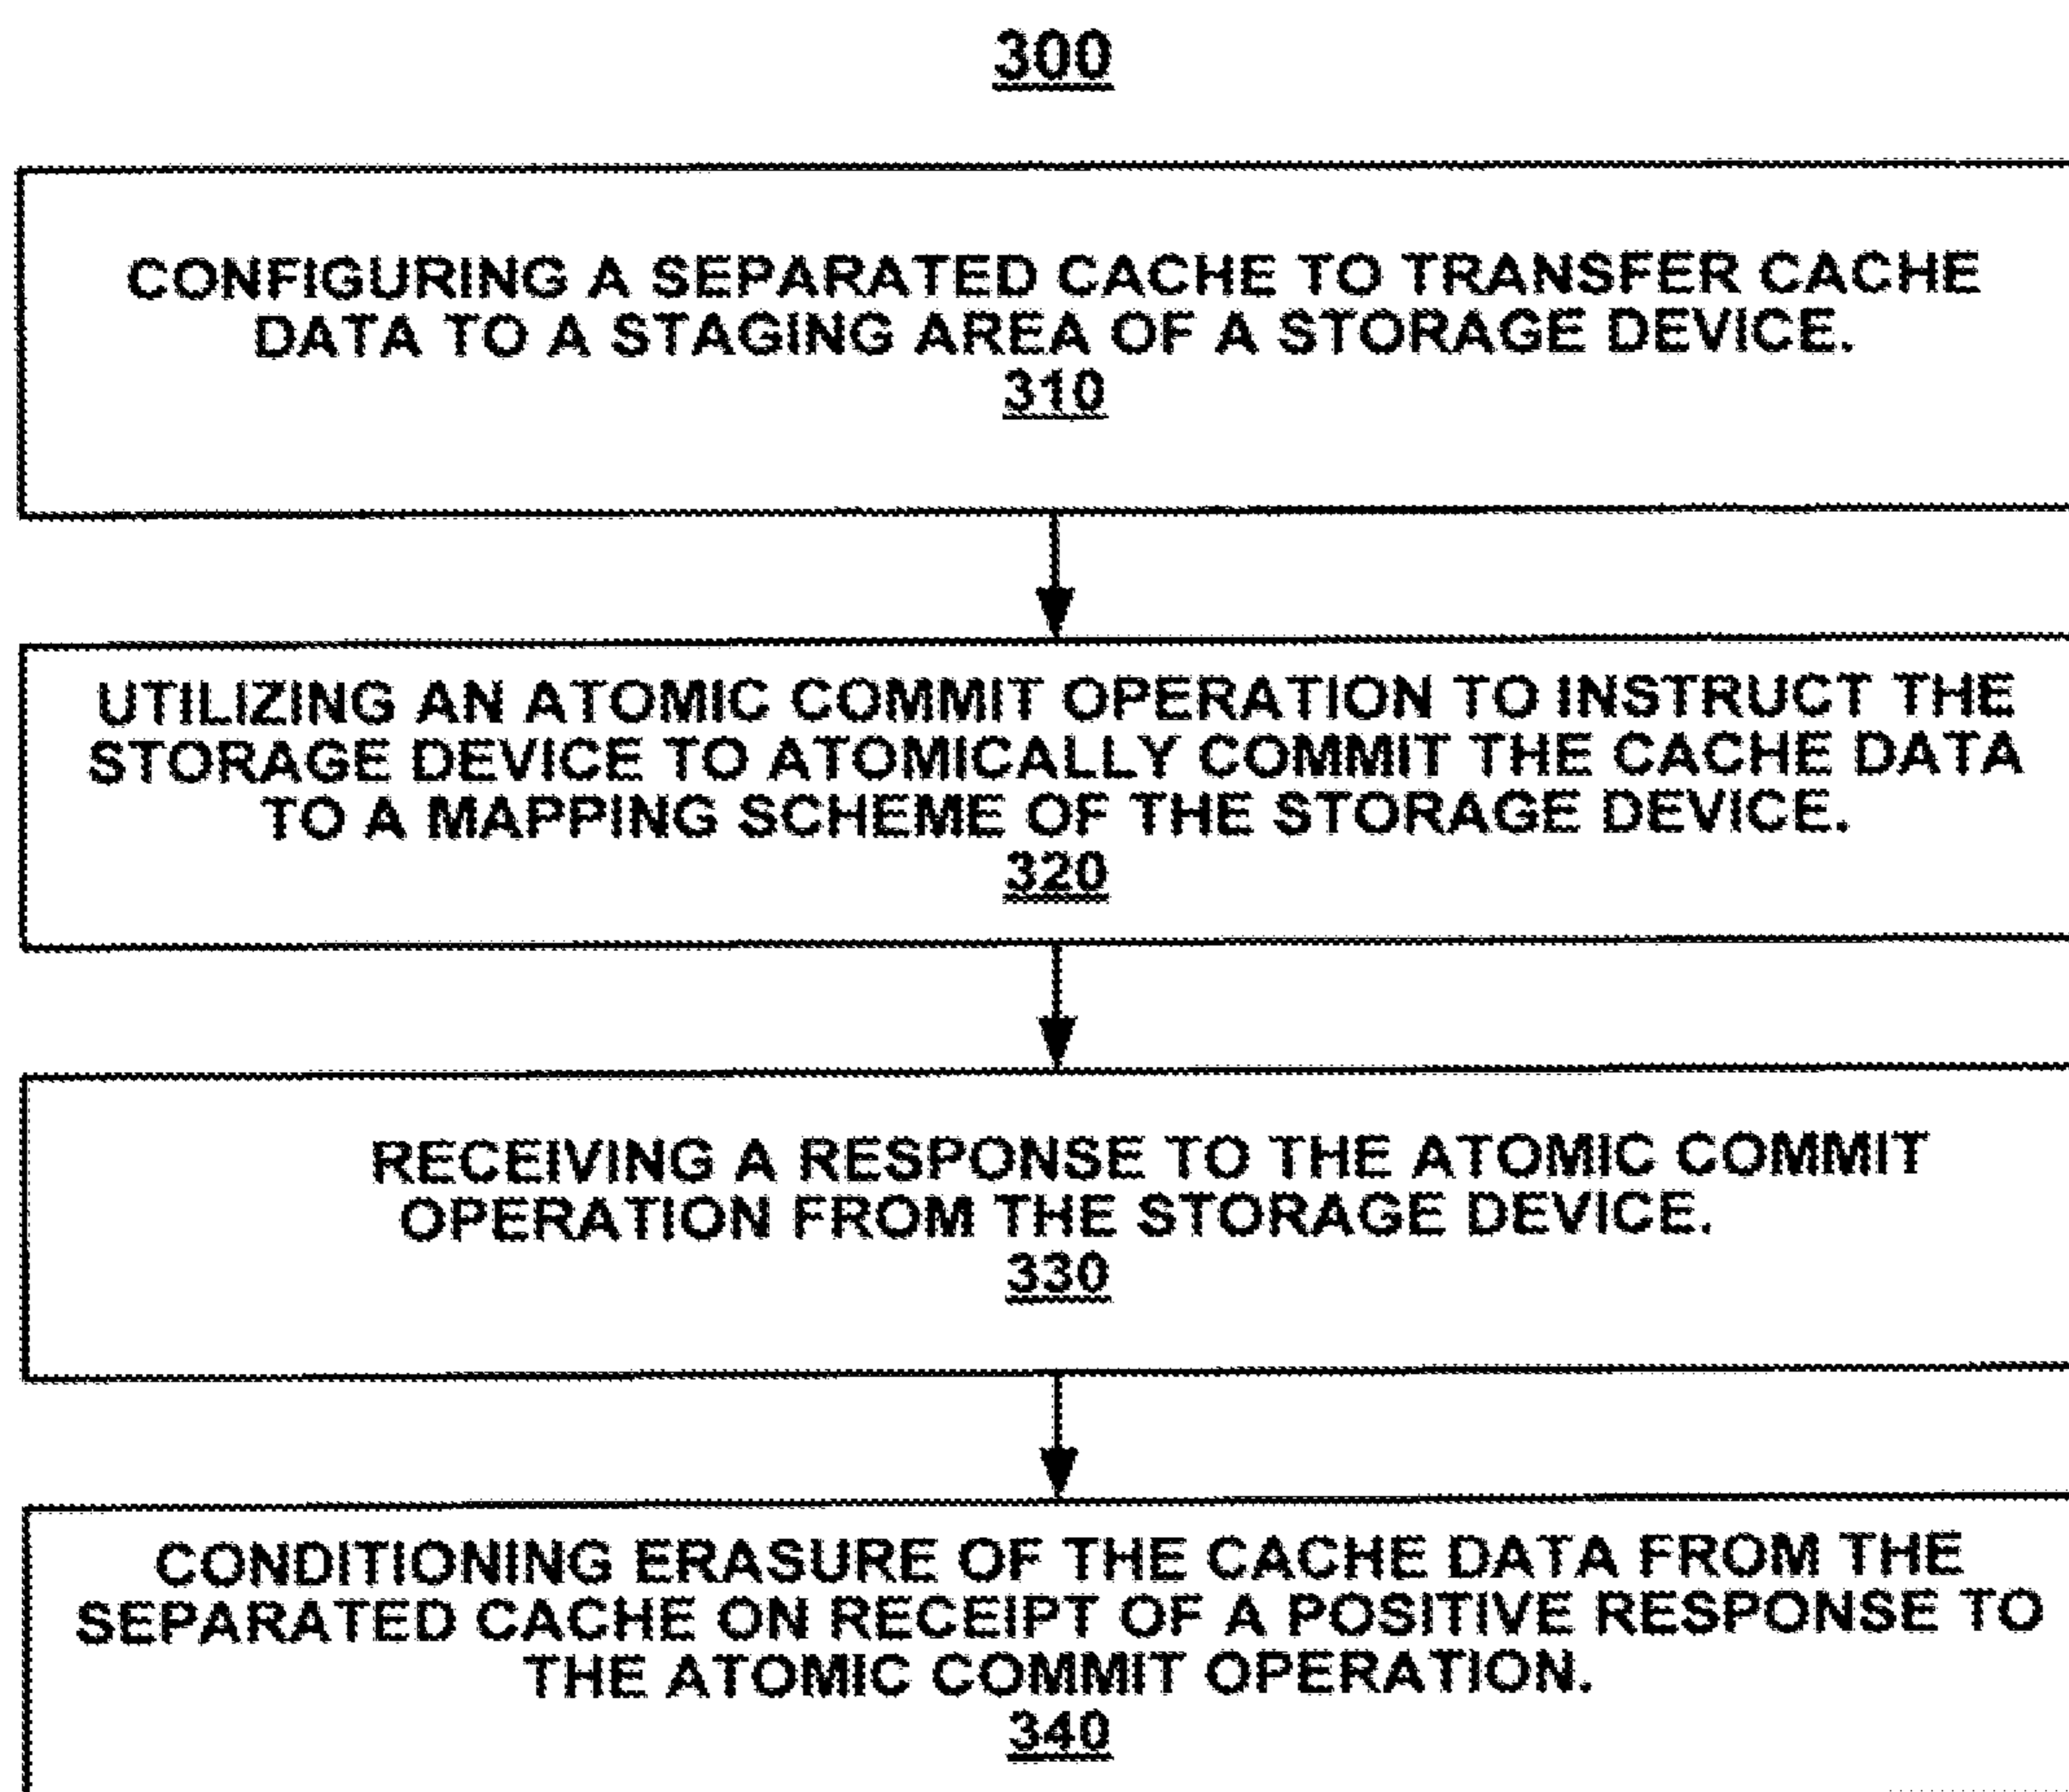 300
CONFIGURING A SEPARATED CACHE TO TRANSFER CACHE
DATA TO A STAGING AREA OF A STORAGE DEVICE.
310
UTILIZING AN ATOMIC COMMIT OPERATION TO INSTRUCT THE
STORAGE DEVICE TO ATOMICALLY COMMIT THE CACHE DATA
TO A MAPPING SCHEME OF THE STORAGE DEVICE.
320
RECEIVING A RESPONSE TO THE ATOMIC COMMIT
OPERATION FROM THE STORAGE DEVICE.
330
CONDITIONING ERASURE OF THE CACHE DATA FROM THE
SEPARATED CACHE ON RECEIPT OF A POSITIVE RESPONSE TO
THE ATOMIC COMMIT OPERATION.
340